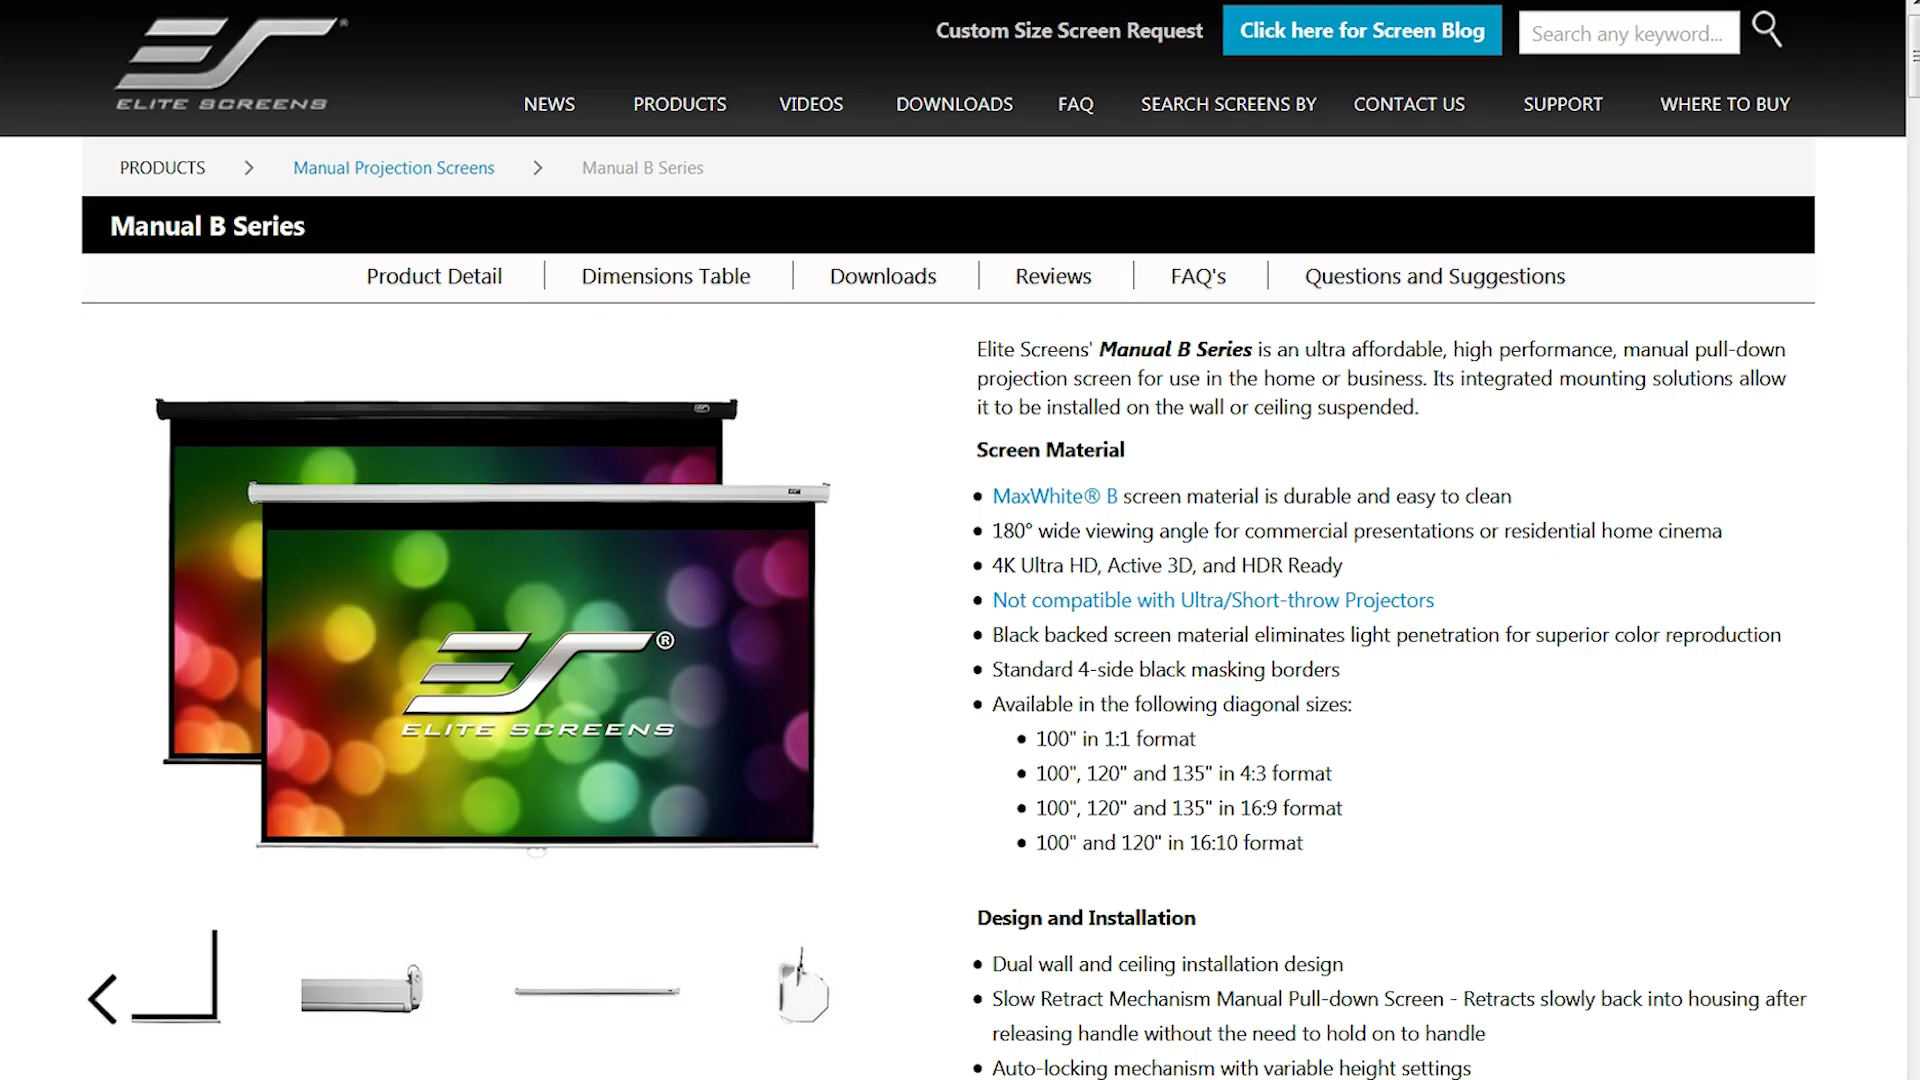 Custom Size Screen Request
Click here for Screen Blog
Search any keyword...
ELITE SCREENS
NEWS PRODUCTS VIDEOS DOWNLOADS FAQ SEARCH SCREENS BY CONTACT US SUPPORT WHERE TO BUY
PRODUCTS > Manual Projection Screens > Manual B Series
Manual B Series
Product Detail | Dimensions Table | Downloads | Reviews | FAQ's | Questions and Suggestions
ELITE SCREENS
Elite Screens' Manual B Series is an ultra affordable, high performance, manual pull-down
projection screen for use in the home or business. Its integrated mounting solutions allow
it to be installed on the wall or ceiling suspended.
Screen Material
• MaxWhite® B screen material is durable and easy to clean
• 180° wide viewing angle for commercial presentations or residential home cinema
• 4K Ultra HD, Active 3D, and HDR Ready
• Not compatible with Ultra/Short-throw Projectors
• Black backed screen material eliminates light penetration for superior color reproduction
• Standard 4-side black masking borders
• Available in the following diagonal sizes:
• 100" in 1:1 format
• 100", 120" and 135" in 4:3 format
• 100", 120" and 135" in 16:9 format
• 100" and 120" in 16:10 format
Design and Installation
• Dual wall and ceiling installation design
• Slow Retract Mechanism Manual Pull-down Screen - Retracts slowly back into housing after
releasing handle without the need to hold on to handle
• Auto-locking mechanism with variable height settings